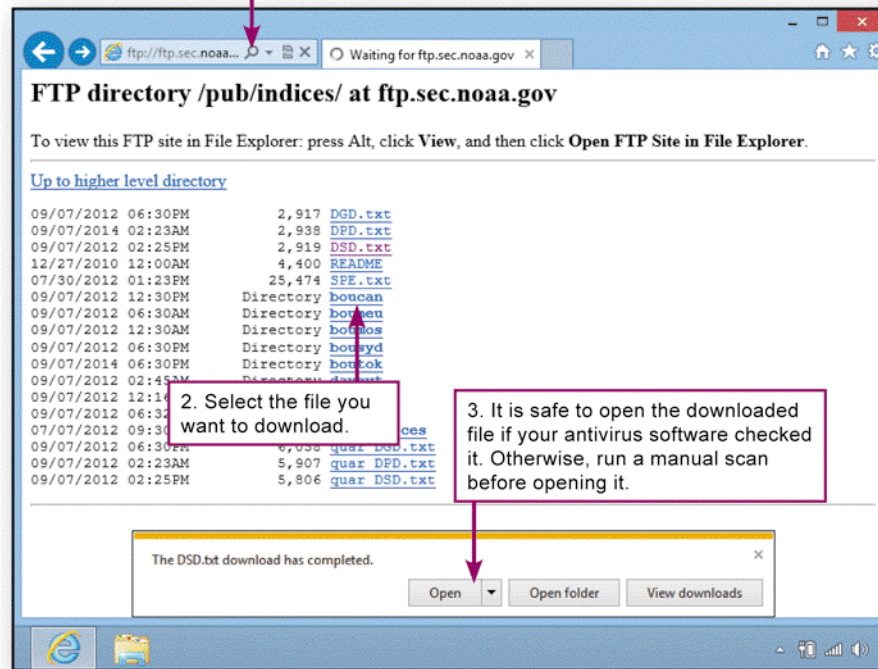 ftp://ftp.sec.noaa...
Waiting for ftp.sec.noaa.gov
FTP directory /pub/indices/ at ftp.sec.noaa.gov
To view this FTP site in File Explorer: press Alt, click View, and then click Open FTP Site in File Explorer.
Up to higher level directory
09/07/2012 06:30PM 2,917 DGD.txt
09/07/2014 02:23AM 2,938 DPD.txt
09/07/2012 02:25PM 2,919 DSD.txt
12/27/2010 12:00AM 4,400 README
07/30/2012 01:23PM 25,474 SPE.txt
09/07/2012 12:30PM Directory boucan
09/07/2012 06:30AM Directory
09/07/2012 12:30AM Directory
09/07/2012 06:30PM Directory bousyd
09/07/2014 06:30PM Directory boutok
09/07/2012 02:45AM Directory
09/07/2012
09/07/2012
07/07/2012
09/07/2012 06:30PM 6,038 quar DGD.txt
09/07/2012 02:23AM 5,907 quar DPD.txt
09/07/2012 02:25PM 5,806 quar DSD.txt
2. Select the file you
want to download.
3. It is safe to open the downloaded
file if your antivirus software checked
it. Otherwise, run a manual scan
before opening it.
The DSD.txt download has completed.
Open
Open folder
View downloads